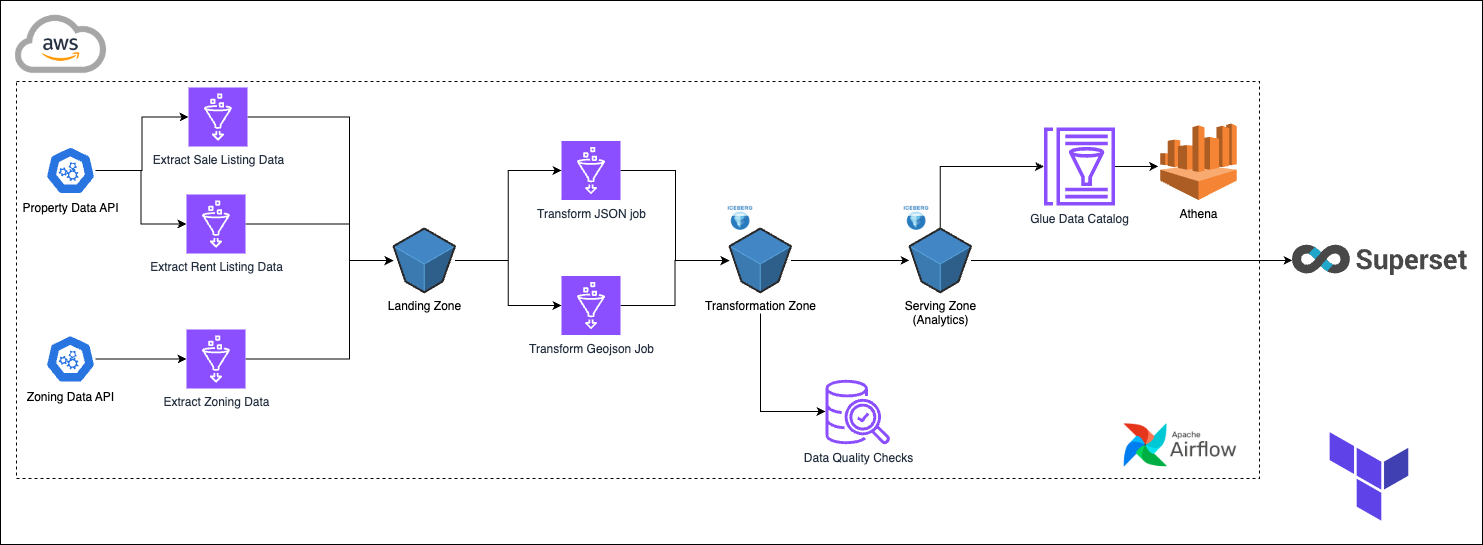 aws
Extract Sale Listing Data
Property Data API
Extract Rent Listing Data
Zoning Data API
Extract Zoning Data
Landing Zone
Transform JSON job
Transform Geojson Job
ICEBERG
Transformation Zone
Data Quality Checks
ICEBERG
Serving Zone
(Analytics)
Glue Data Catalog
Athena
Superset
Apache
Airflow